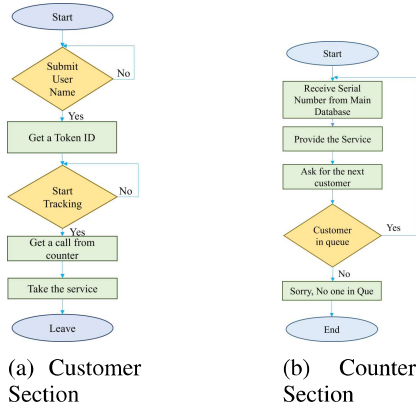 Start
Submit
User
Name
No
Yes
Get a Token ID
Start
Tracking
No
Yes
Get a call from
counter
Take the service
Leave
(a) Customer
Section
Start
Receive Serial
Number from Main
Database
Provide the Service
Ask for the next
customer
Customer
in queue
Yes
No
Sorry, No one in Que
End
(b) Counter
Section